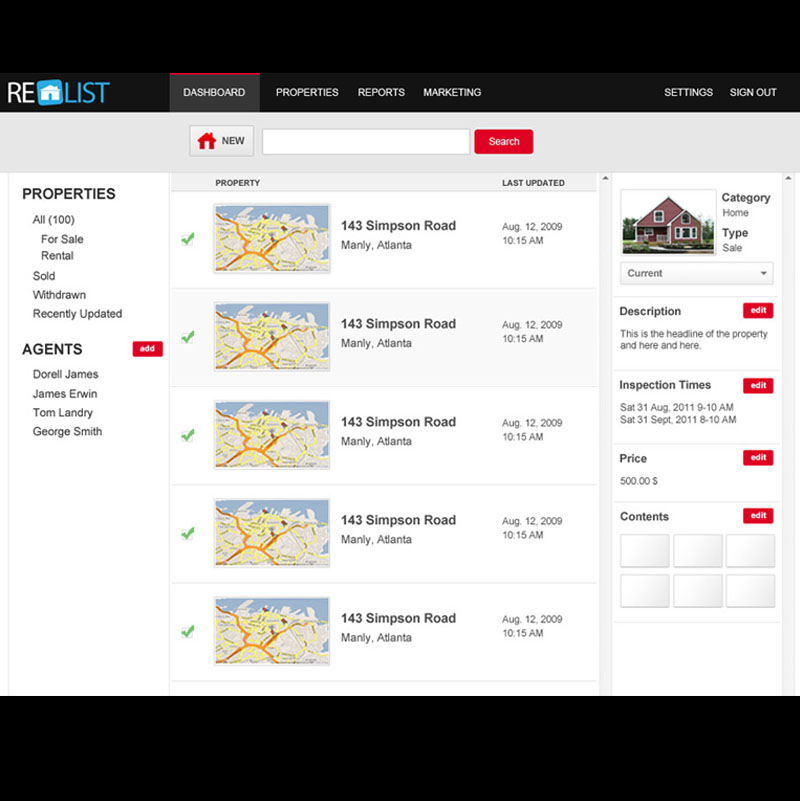 RE LIST
DASHBOARD PROPERTIES REPORTS MARKETING SETTINGS SIGN OUT
NEW Search
PROPERTIES
All (100)
For Sale
Rental
Sold
Withdrawn
Recently Updated
AGENTS add
Dorell James
James Erwin
Tom Landry
George Smith
PROPERTY LAST UPDATED
143 Simpson Road
Manly, Atlanta
Aug. 12, 2009
10:15 AM
143 Simpson Road
Manly, Atlanta
Aug. 12, 2009
10:15 AM
143 Simpson Road
Manly, Atlanta
Aug. 12, 2009
10:15 AM
143 Simpson Road
Manly, Atlanta
Aug. 12, 2009
10:15 AM
143 Simpson Road
Manly, Atlanta
Aug. 12, 2009
10:15 AM
Category
Home
Type
Sale
Current
Description edit
This is the headline of the property
and here and here.
Inspection Times edit
Sat 31 Aug, 2011 9-10 AM
Sat 31 Sept, 2011 8-10 AM
Price edit
500.00 $
Contents edit